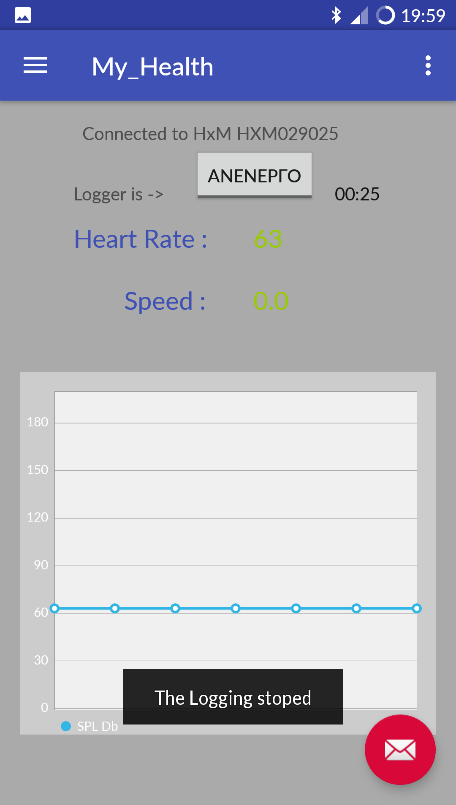 19:59
My_Health
Connected to HxM HXM029025
Logger is -> ΑΝΕΝΕΡΓΟ 00:25
Heart Rate : 63
Speed : 0.0
180
150
120
90
60
30
0
The Logging stoped
SPL Db